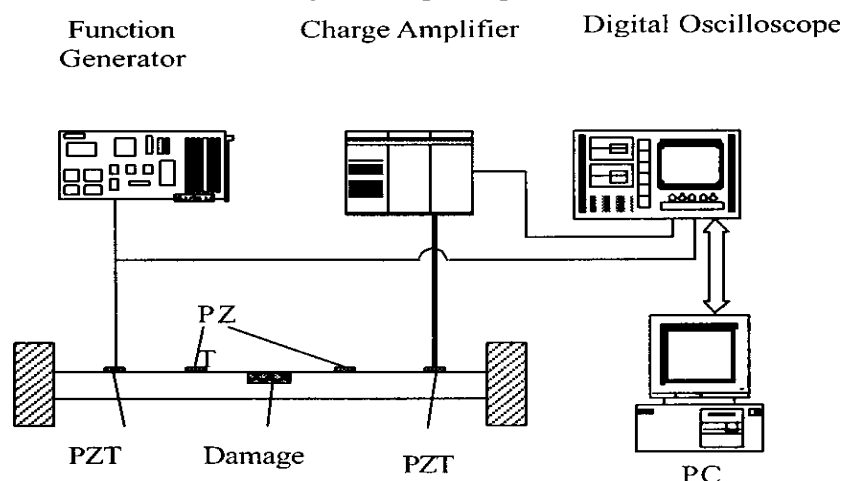 Function
Generator
Charge Amplifier
Digital Oscilloscope
PZ
T
PZT
Damage
PZT
PC